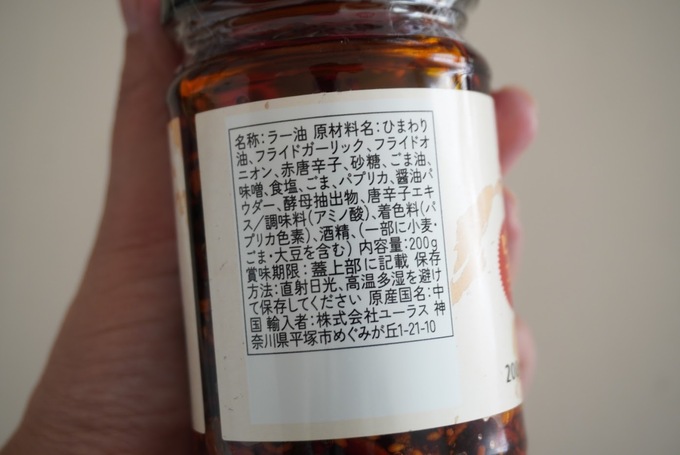 名称:ラー油 原材料名:ひまわり
油、フライドガーリック、フライドオ
ニオン、赤唐辛子、砂糖、ごま油、
味噌、食塩、ごま、パプリカ、醤油パ
ウダー、酵母抽出物、唐辛子エキ
ス/調味料(アミノ酸)、着色料(パ
プリカ色素)、酒精、(一部に小麦・
ごま・大豆を含む) 内容量:200g
賞味期限:蓋上部に記載 保存
方法:直射日光、高温多湿を避け
て保存してください 原産国名:中
国 輸入者:株式会社ユーラス 神
奈川県平塚市めぐみが丘1-21-10